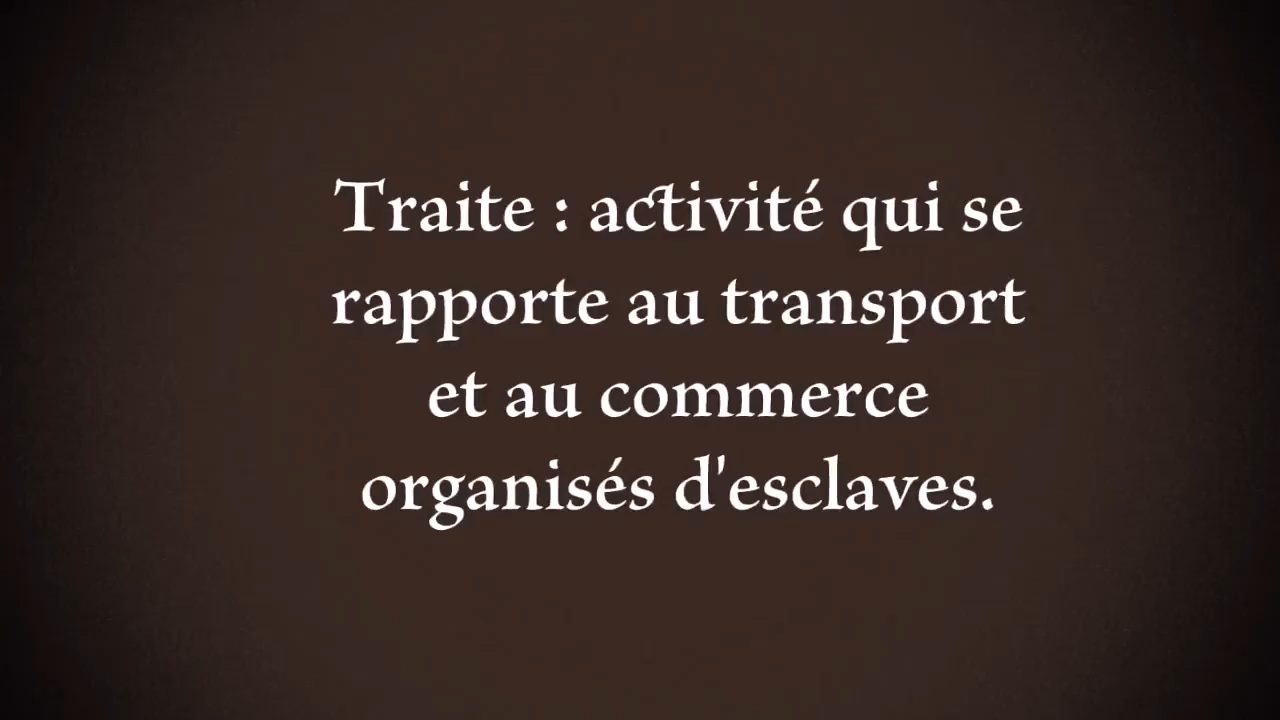 Traite : activité qui se
rapporte au transport
et au commerce
organisés d'esclaves.